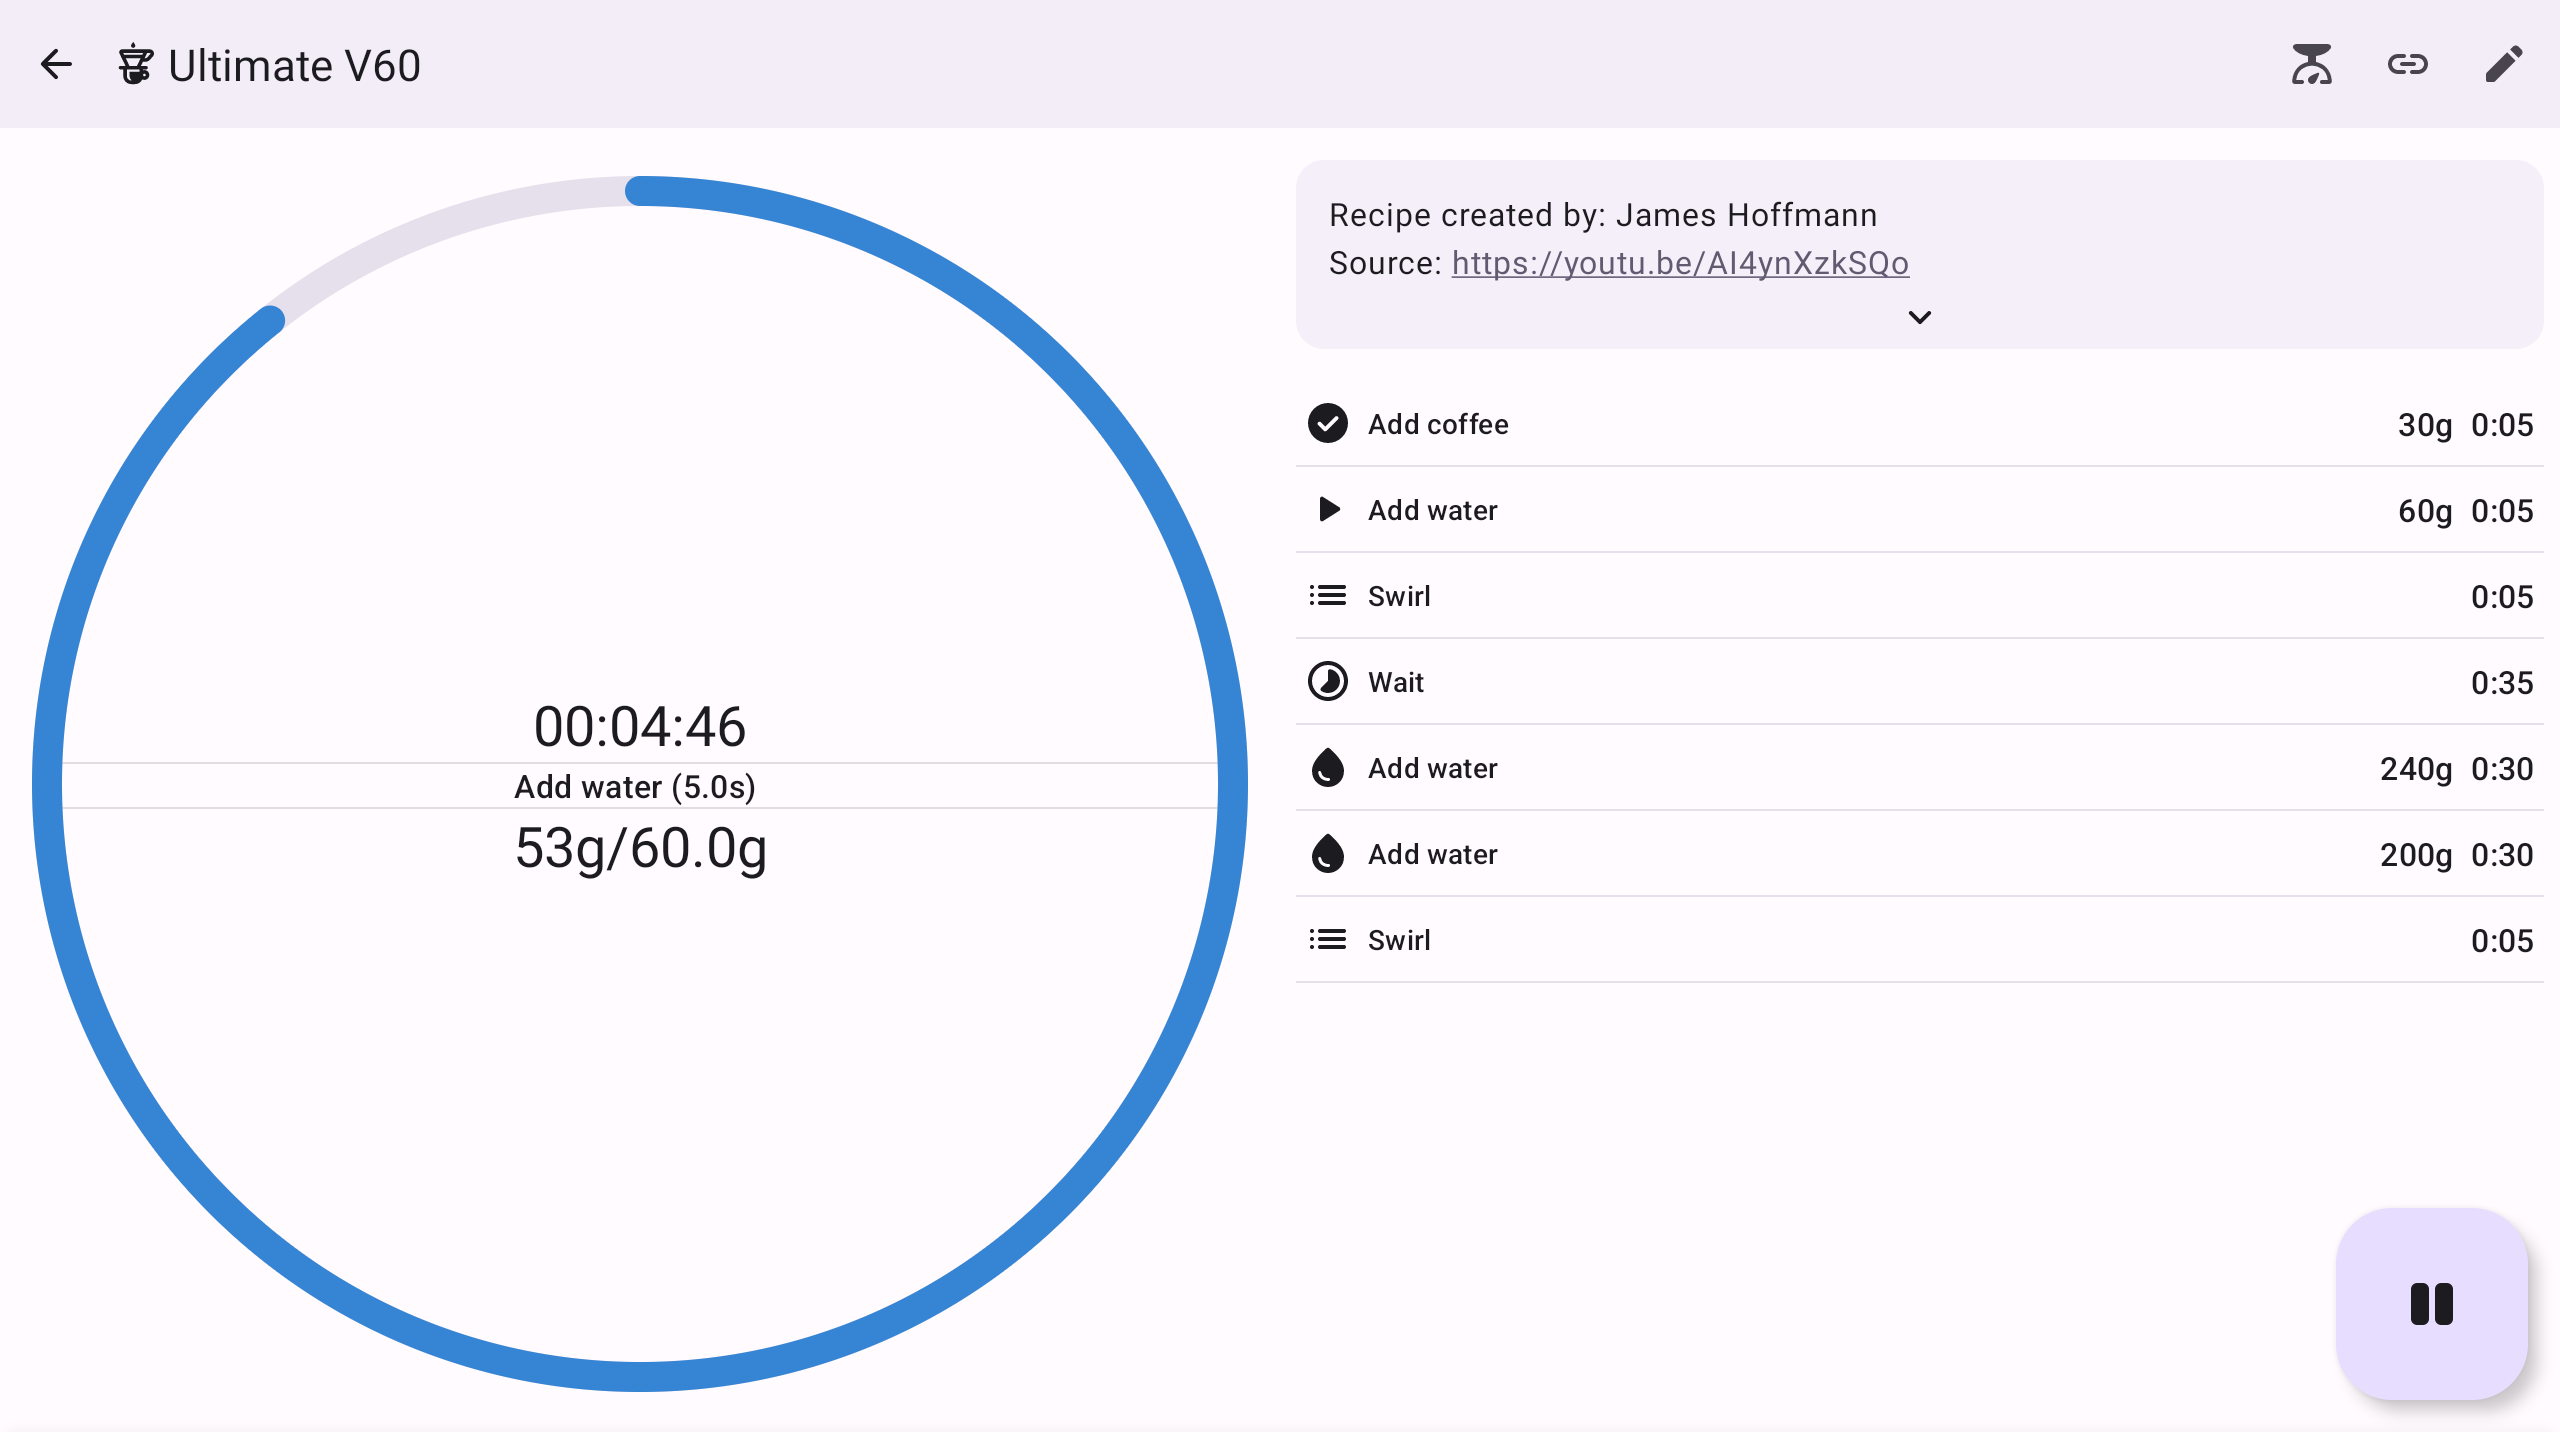 Ultimate V60
00:04:46
Add water (5.0s)
53g/60.0g
Recipe created by: James Hoffmann
Source: https://youtu.be/AI4ynXzkSQo
Add coffee 30g 0:05
Add water 60g 0:05
Swirl 0:05
Wait 0:35
Add water 240g 0:30
Add water 200g 0:30
Swirl 0:05